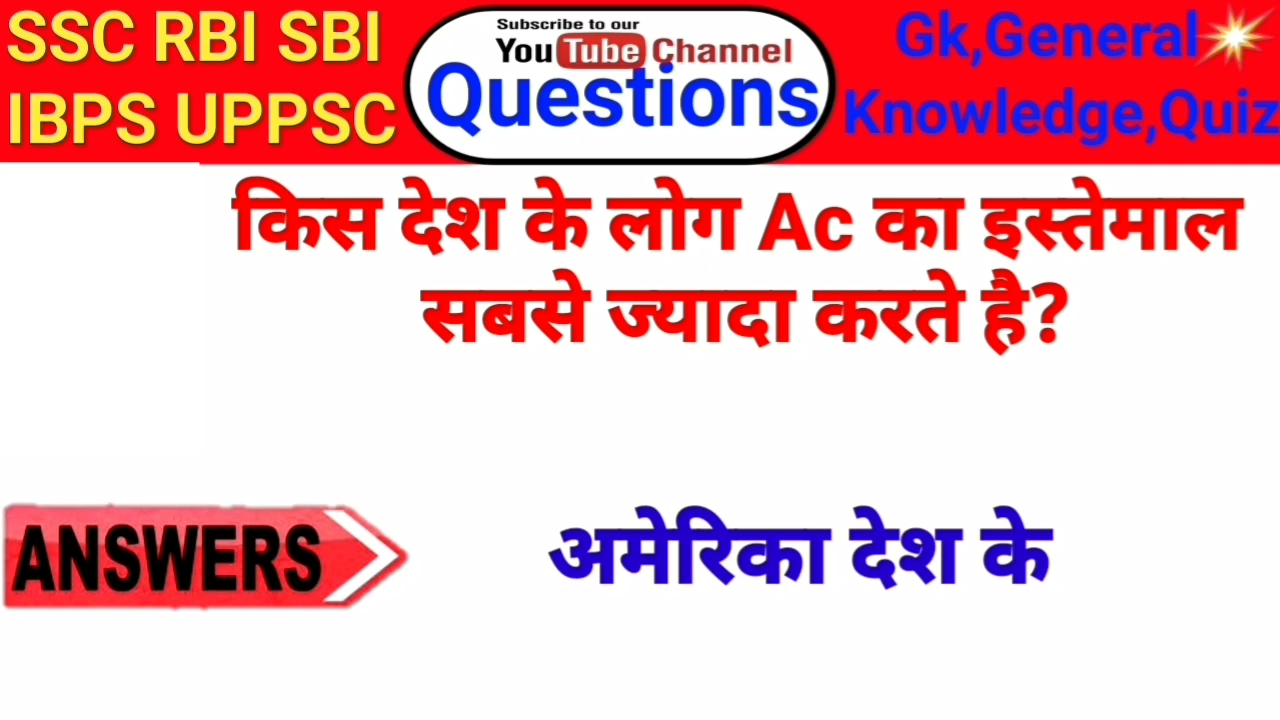 SSC RBI SBI
IBPS UPPSC
Subscribe to our
YouTube Channel
Questions
Gk,General
Knowledge,Quiz
किस देश के लोग Ac का इस्तेमाल
सबसे ज्यादा करते है?
ANSWERS
अमेरिका देश के